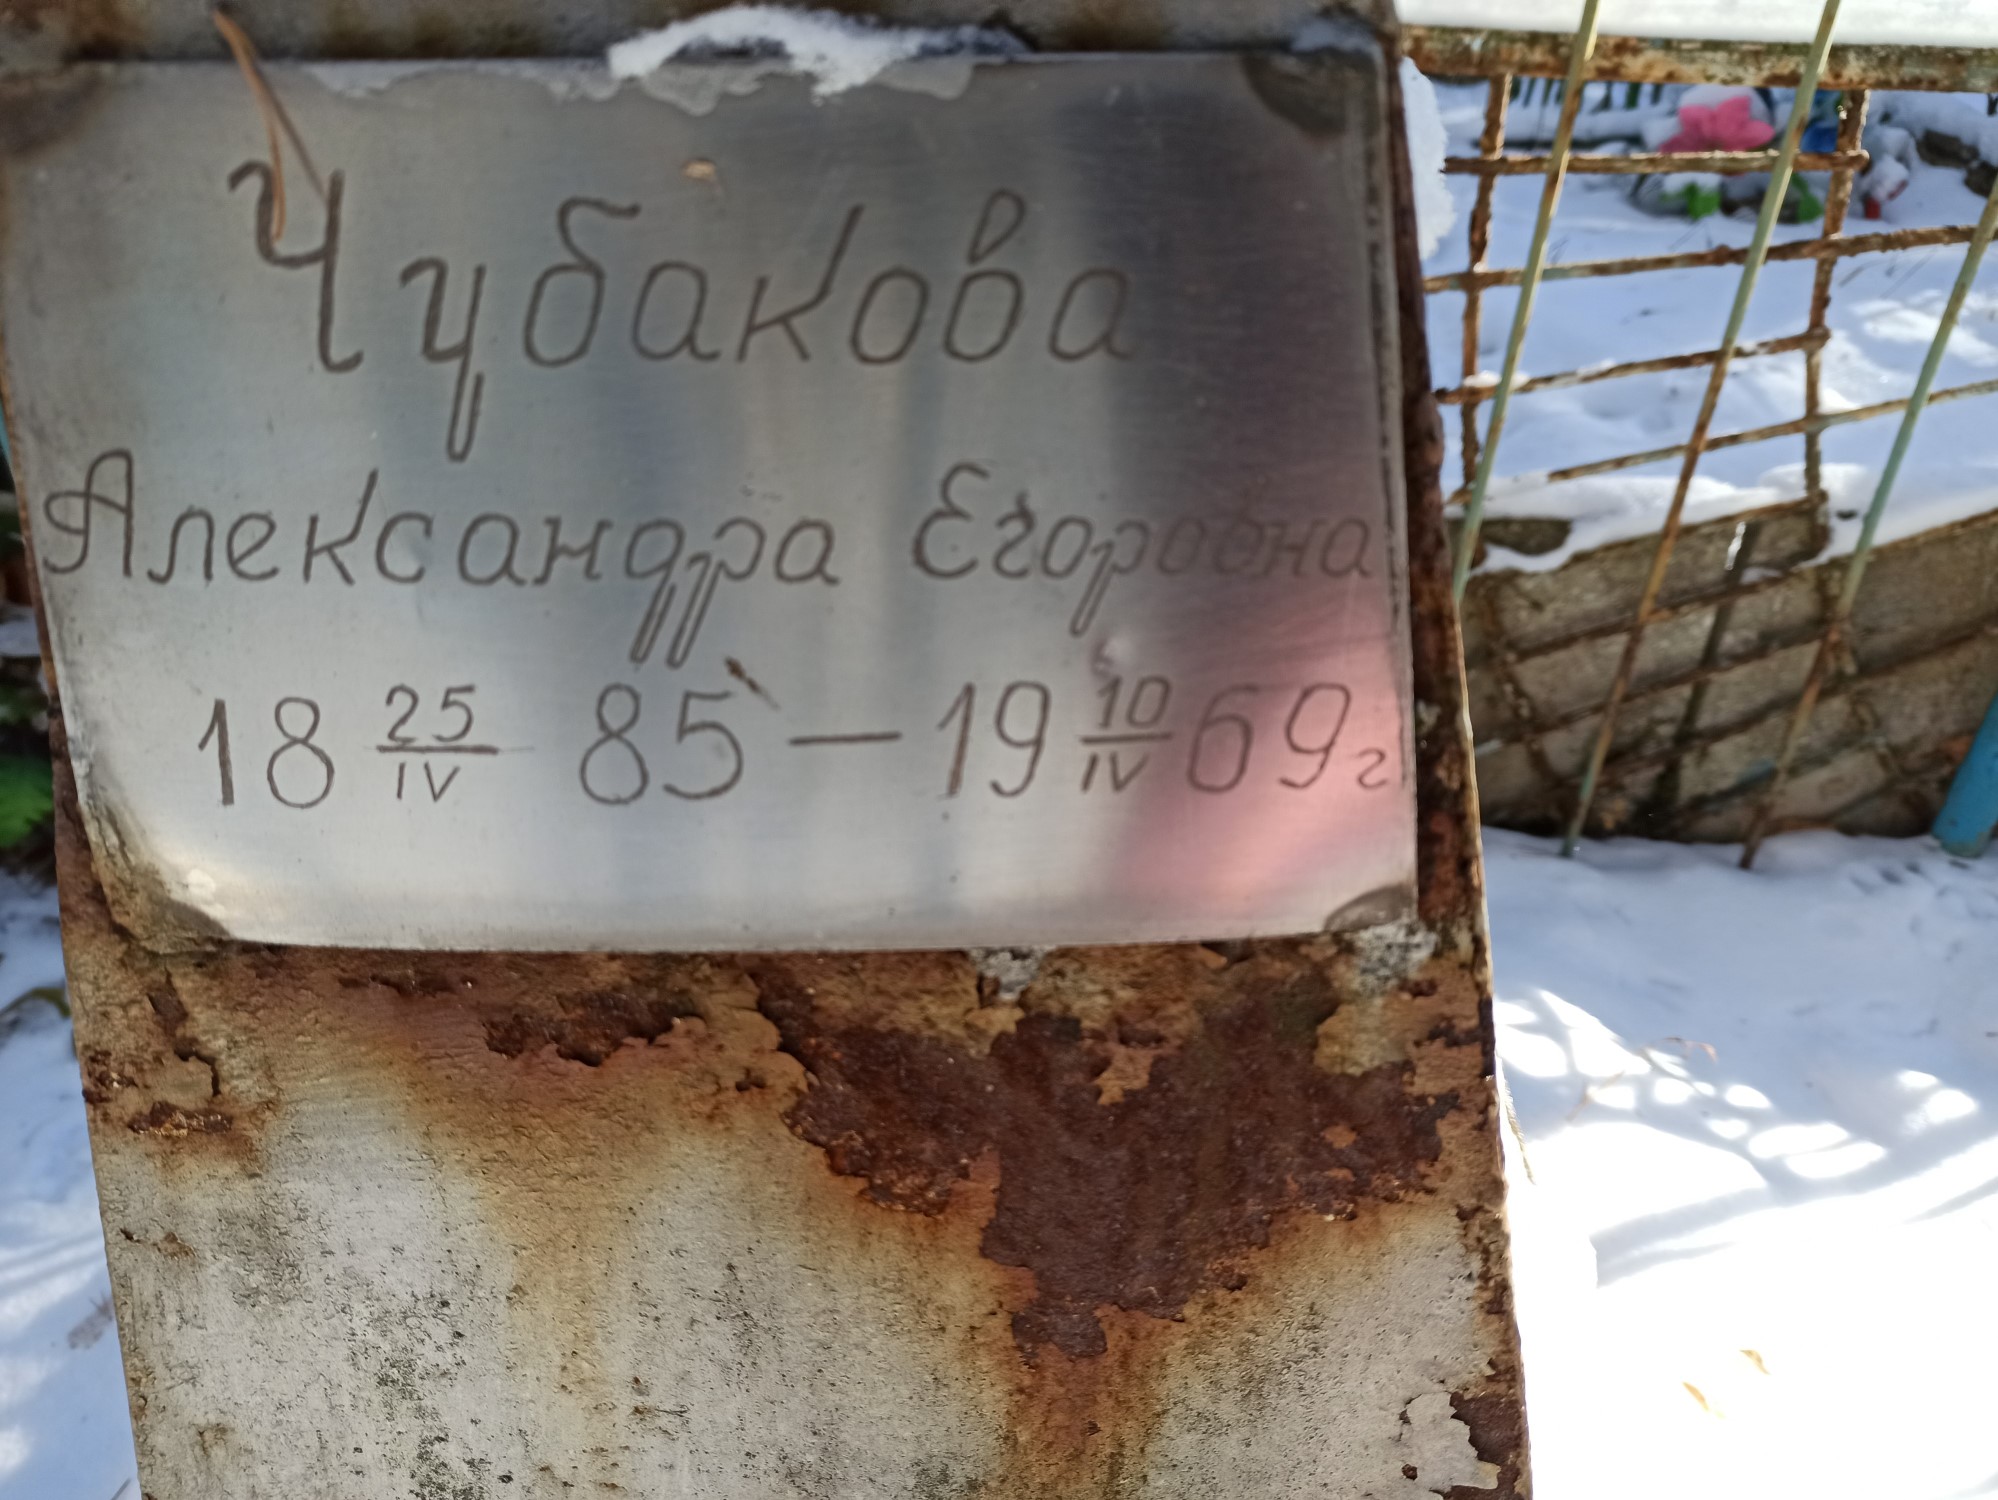 Чубакова
Александра Егоровна
18 25/IV 85 — 19 10/IV 69г